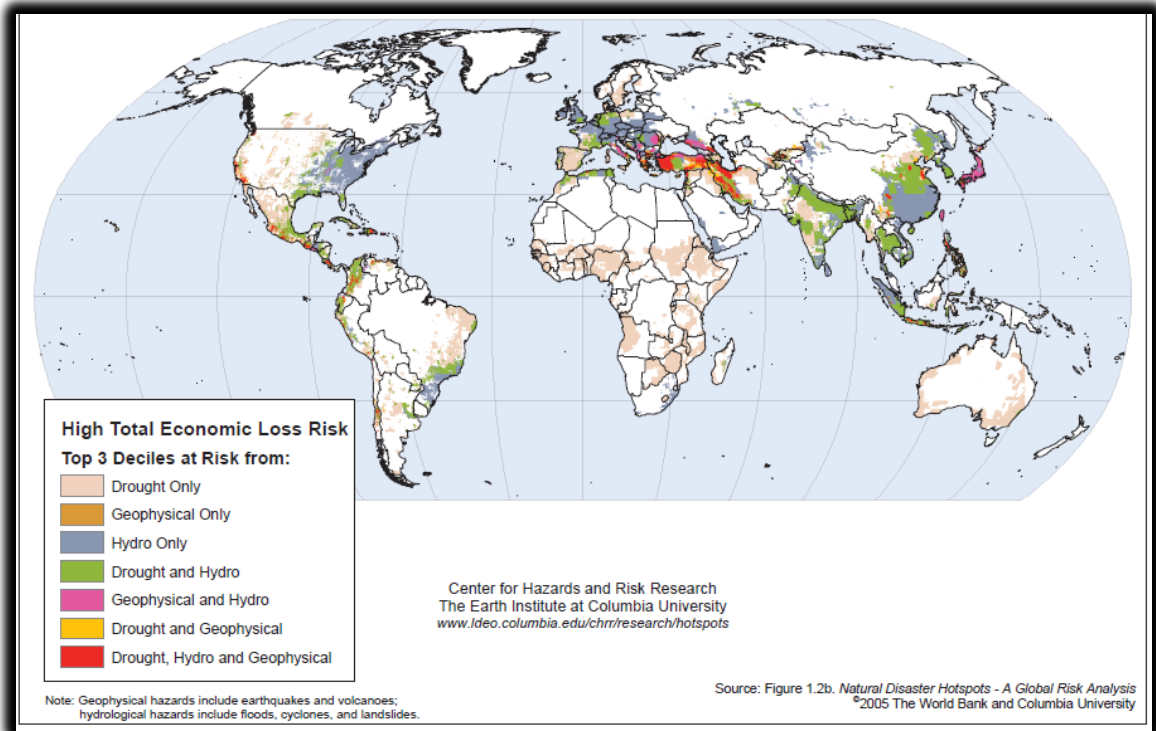 High Total Economic Loss Risk
Top 3 Deciles at Risk from:
Drought Only
Geophysical Only
Hydro Only
Drought and Hydro
Geophysical and Hydro
Drought and Geophysical
Drought, Hydro and Geophysical
Note: Geophysical hazards include earthquakes and volcanoes;
hydrological hazards include floods, cyclones, and landslides.
Center for Hazards and Risk Research
The Earth Institute at Columbia University
www.ldeo.columbia.edu/chrr/research/hotspots
Source: Figure 1.2b. Natural Disaster Hotspots - A Global Risk Analysis
©2005 The World Bank and Columbia University